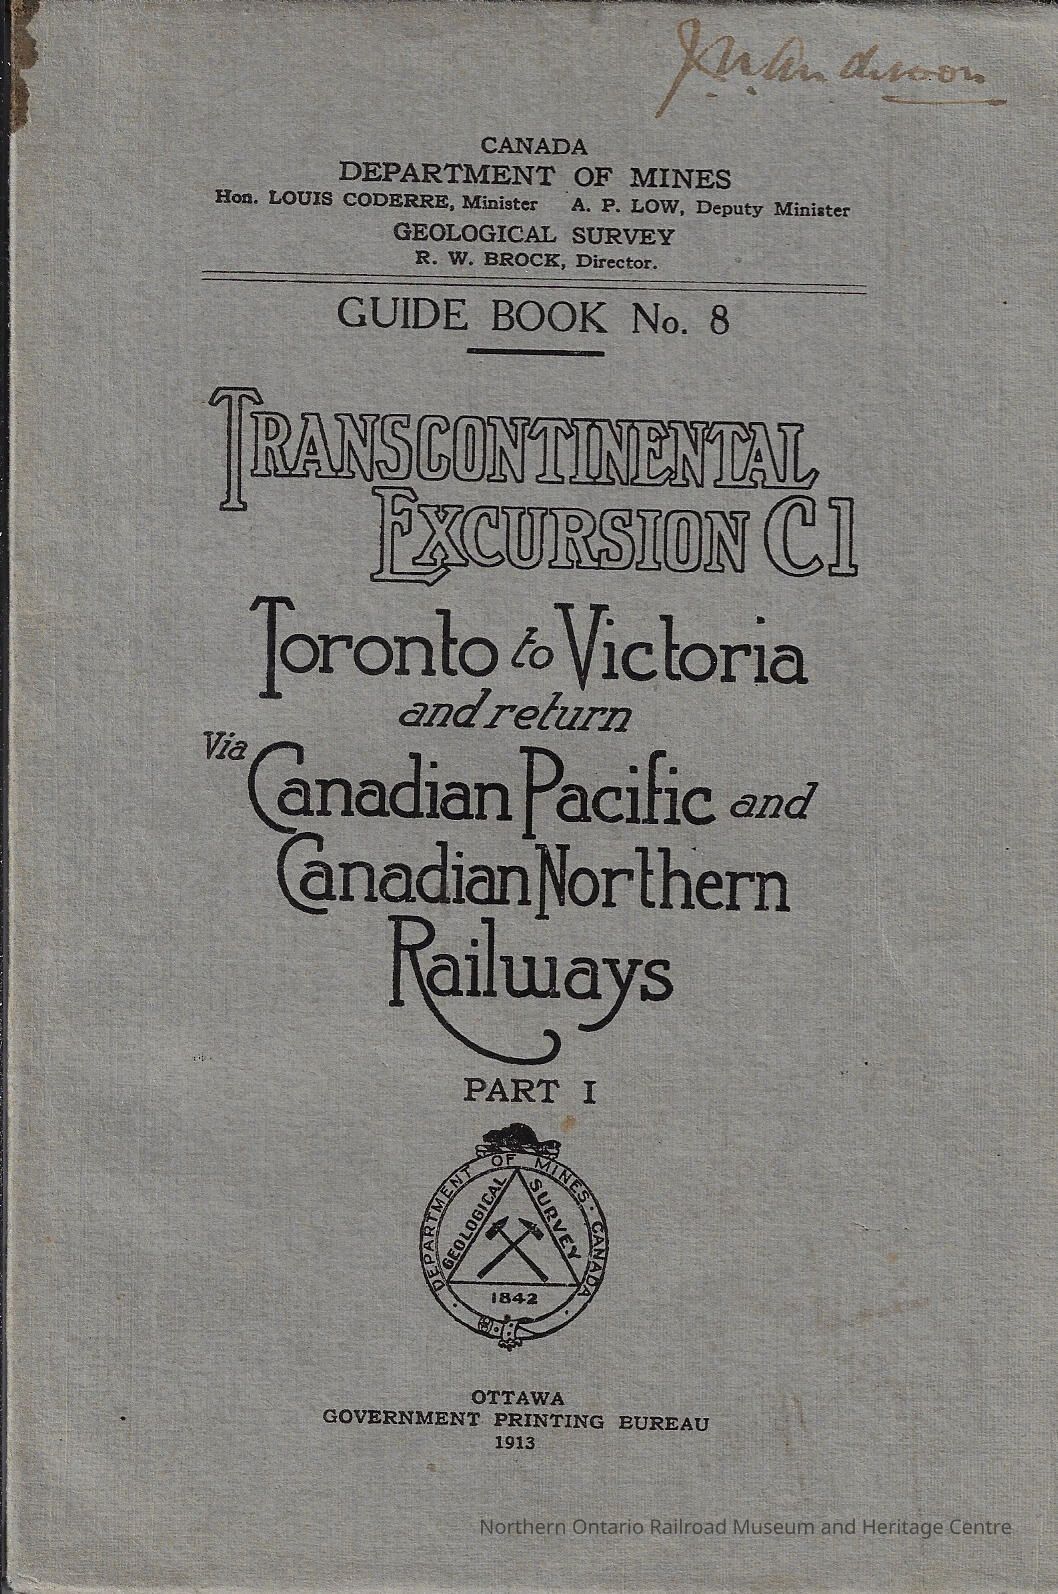 J. W. Anderson
CANADA
DEPARTMENT OF MINES
Hon. LOUIS CODERRE, Minister A. P. LOW, Deputy Minister
GEOLOGICAL SURVEY
R. W. BROCK, Director.
GUIDE BOOK No. 8
TRANSCONTINENTAL
EXCURSION C1
Toronto to Victoria
and return
Via Canadian Pacific and
Canadian Northern
Railways
PART I
DEPARTMENT OF MINES · CANADA
GEOLOGICAL SURVEY
1842
OTTAWA
GOVERNMENT PRINTING BUREAU
1913
Northern Ontario Railroad Museum and Heritage Centre